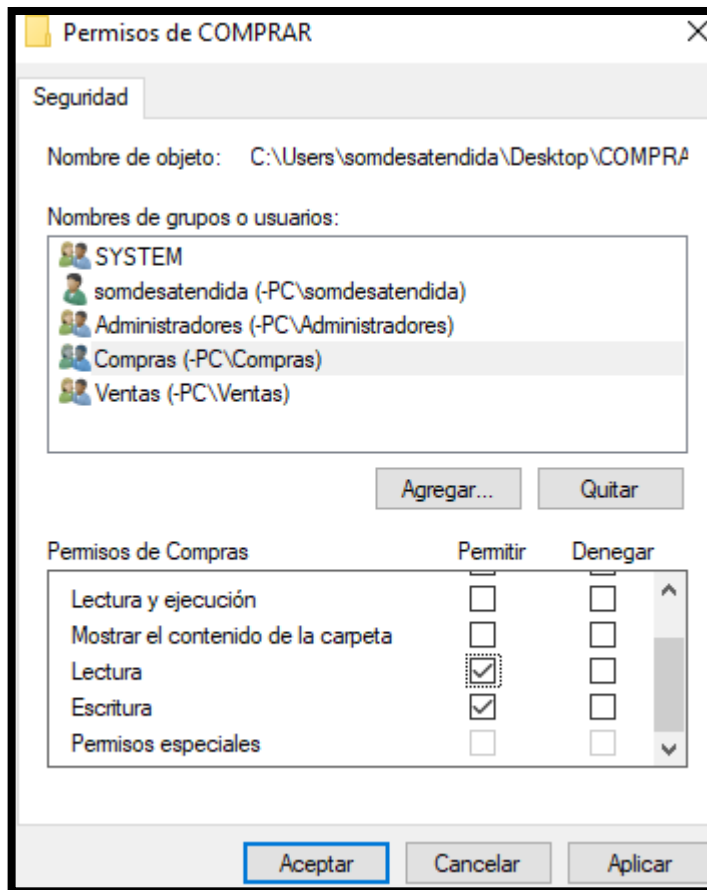 Permisos de COMPRAR
Seguridad
Nombre de objeto: C:\Users\somdesatendida\Desktop\COMPRA
Nombres de grupos o usuarios:
SYSTEM
somdesatendida (-PC\somdesatendida)
Administradores (-PC\Administradores)
Compras (-PC\Compras)
Ventas (-PC\Ventas)
Agregar... Quitar
Permisos de Compras Permitir Denegar
Lectura y ejecución
Mostrar el contenido de la carpeta
Lectura
Escritura
Permisos especiales
Aceptar Cancelar Aplicar